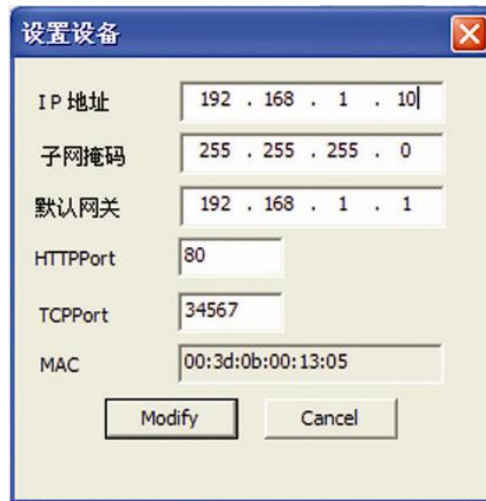 设置设备
IP地址 192 . 168 . 1 . 10
子网掩码 255 . 255 . 255 . 0
默认网关 192 . 168 . 1 . 1
HTTPPort 80
TCPPort 34567
MAC 00:3d:0b:00:13:05
Modify Cancel